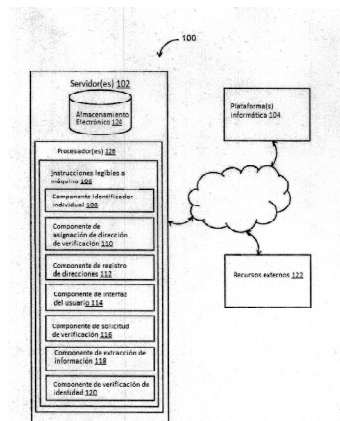 100
Servidor(es) 102
Almacenamiento
Electrónico 124
Procesador(es) 126
Instrucciones legibles a
máquina 106
Componente identificador
individual 108
Componente de
asignación de dirección
de verificación 110
Componente de registro
de direcciones 112
Componente de interfaz
del usuario 114
Componente de solicitud
de verificación 116
Componente de extracción de
información 118
Componente de verificación de
identidad 120
Plataforma(s)
informática 104
Recursos externos 122